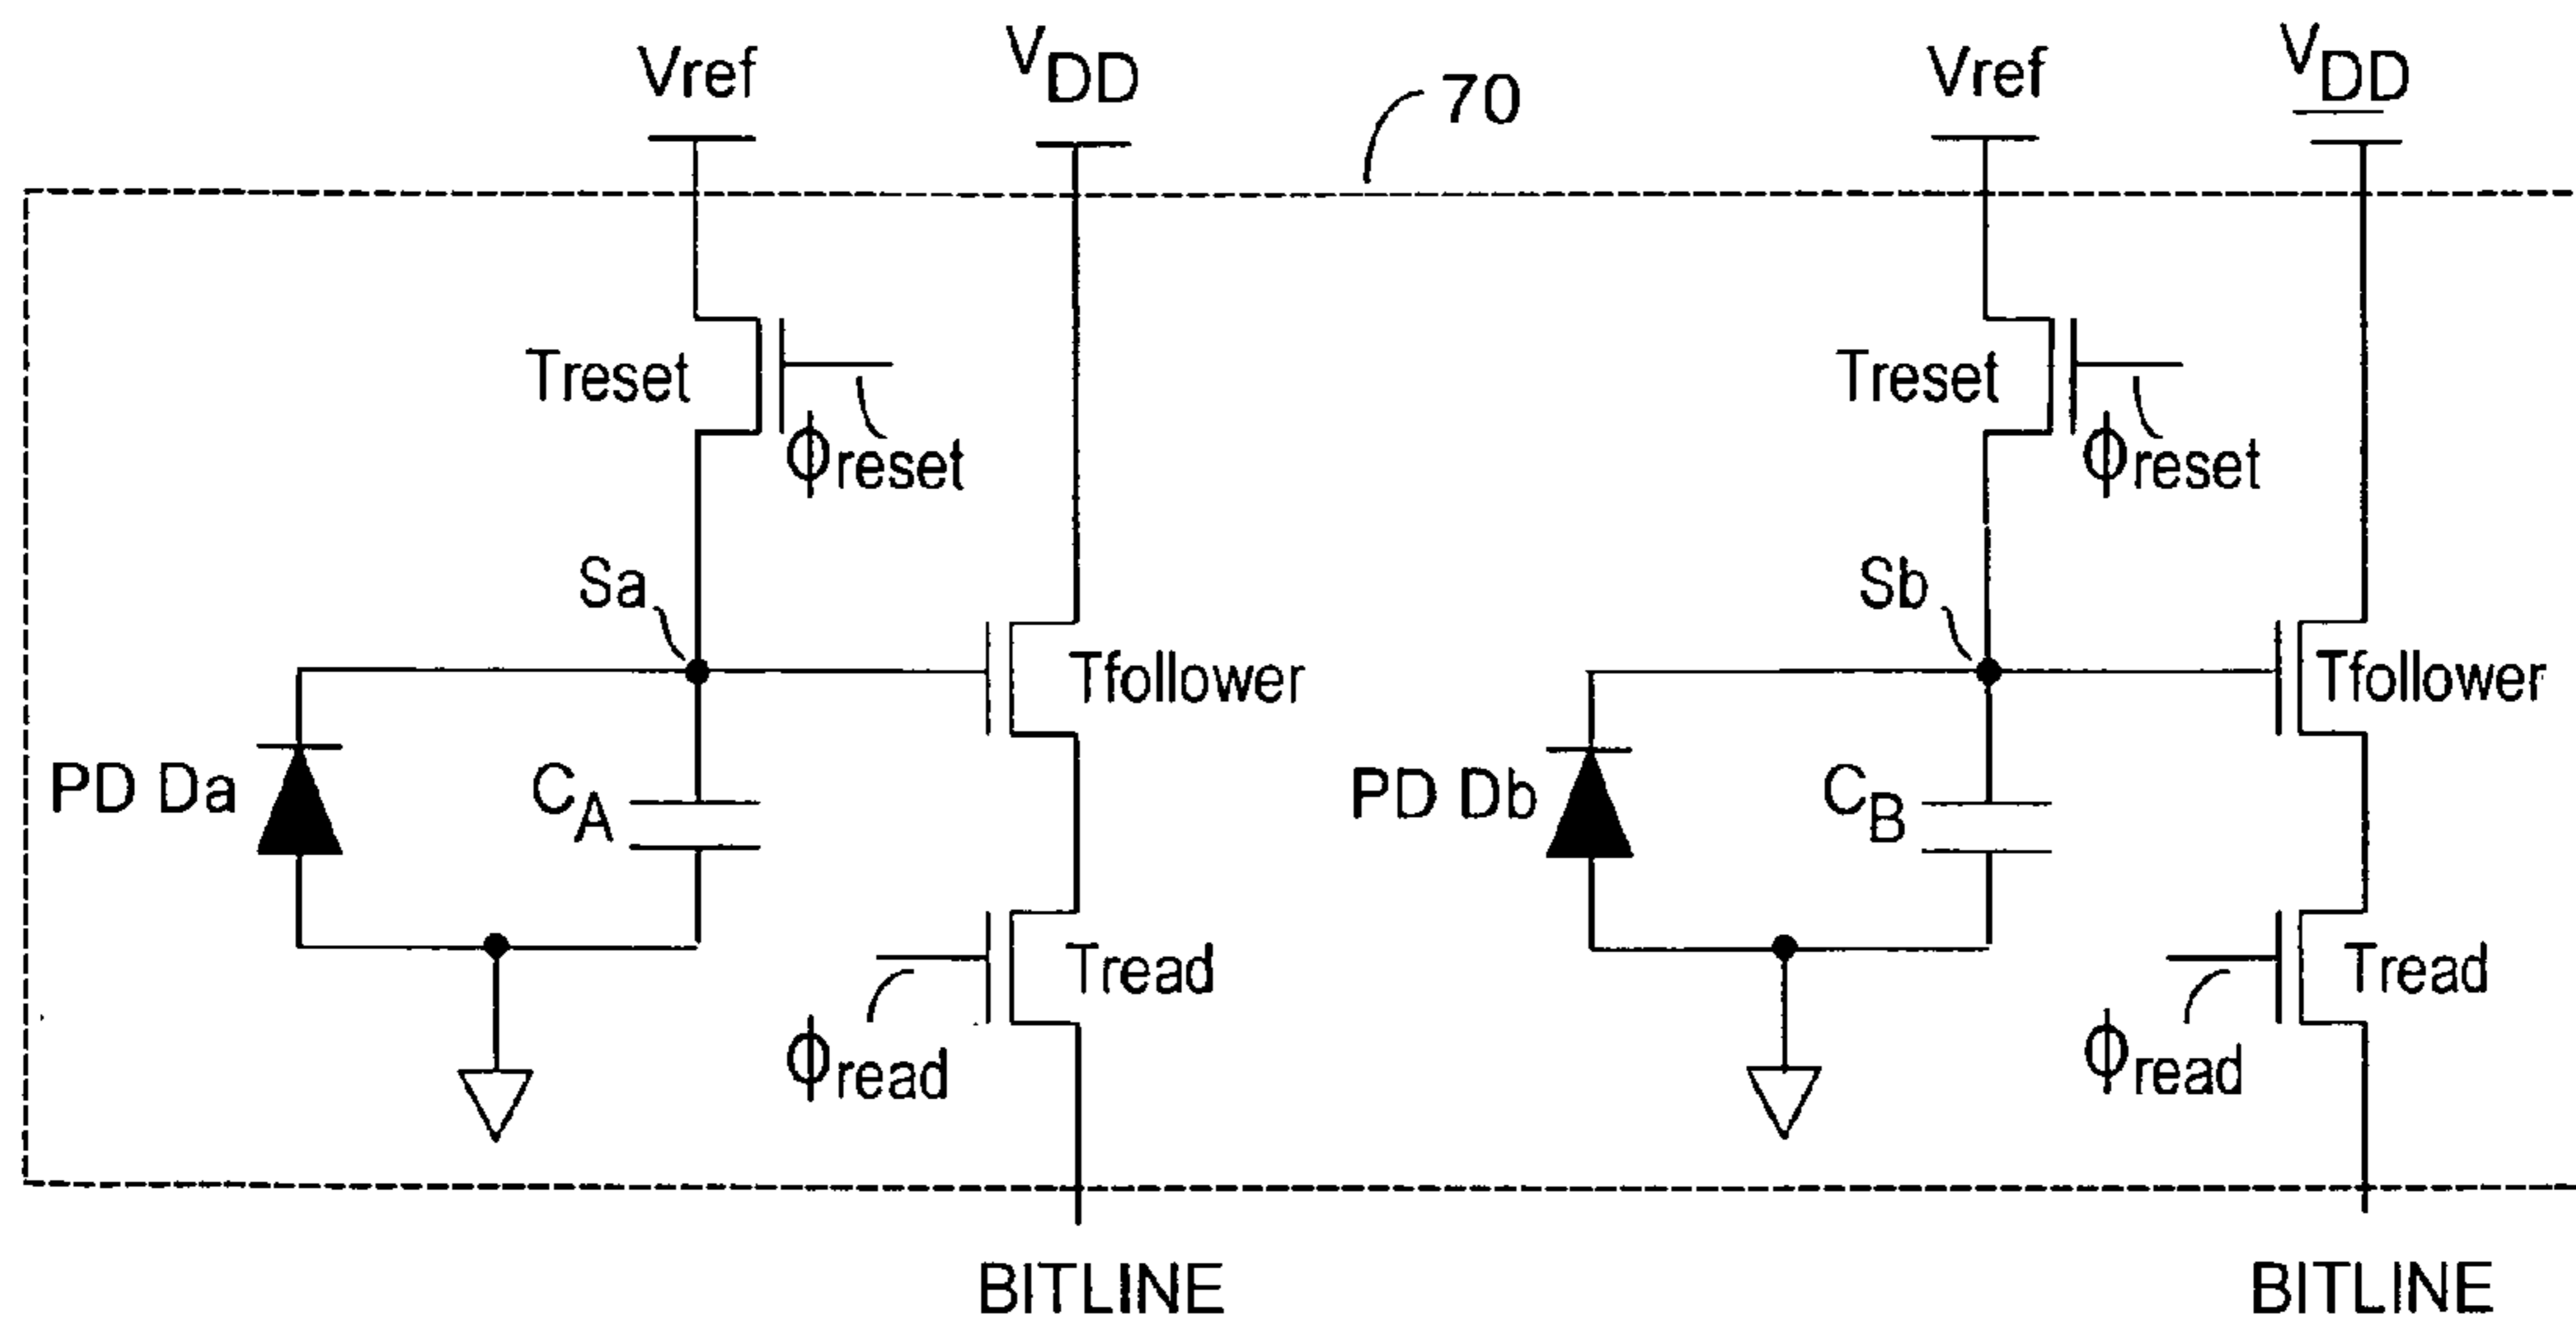 Vref
VDD
70
Vref
VDD
Treset
ϕreset
Treset
ϕreset
Sa
Sb
Tfollower
Tfollower
PD Da
CA
PD Db
CB
Tread
ϕread
Tread
ϕread
BITLINE
BITLINE